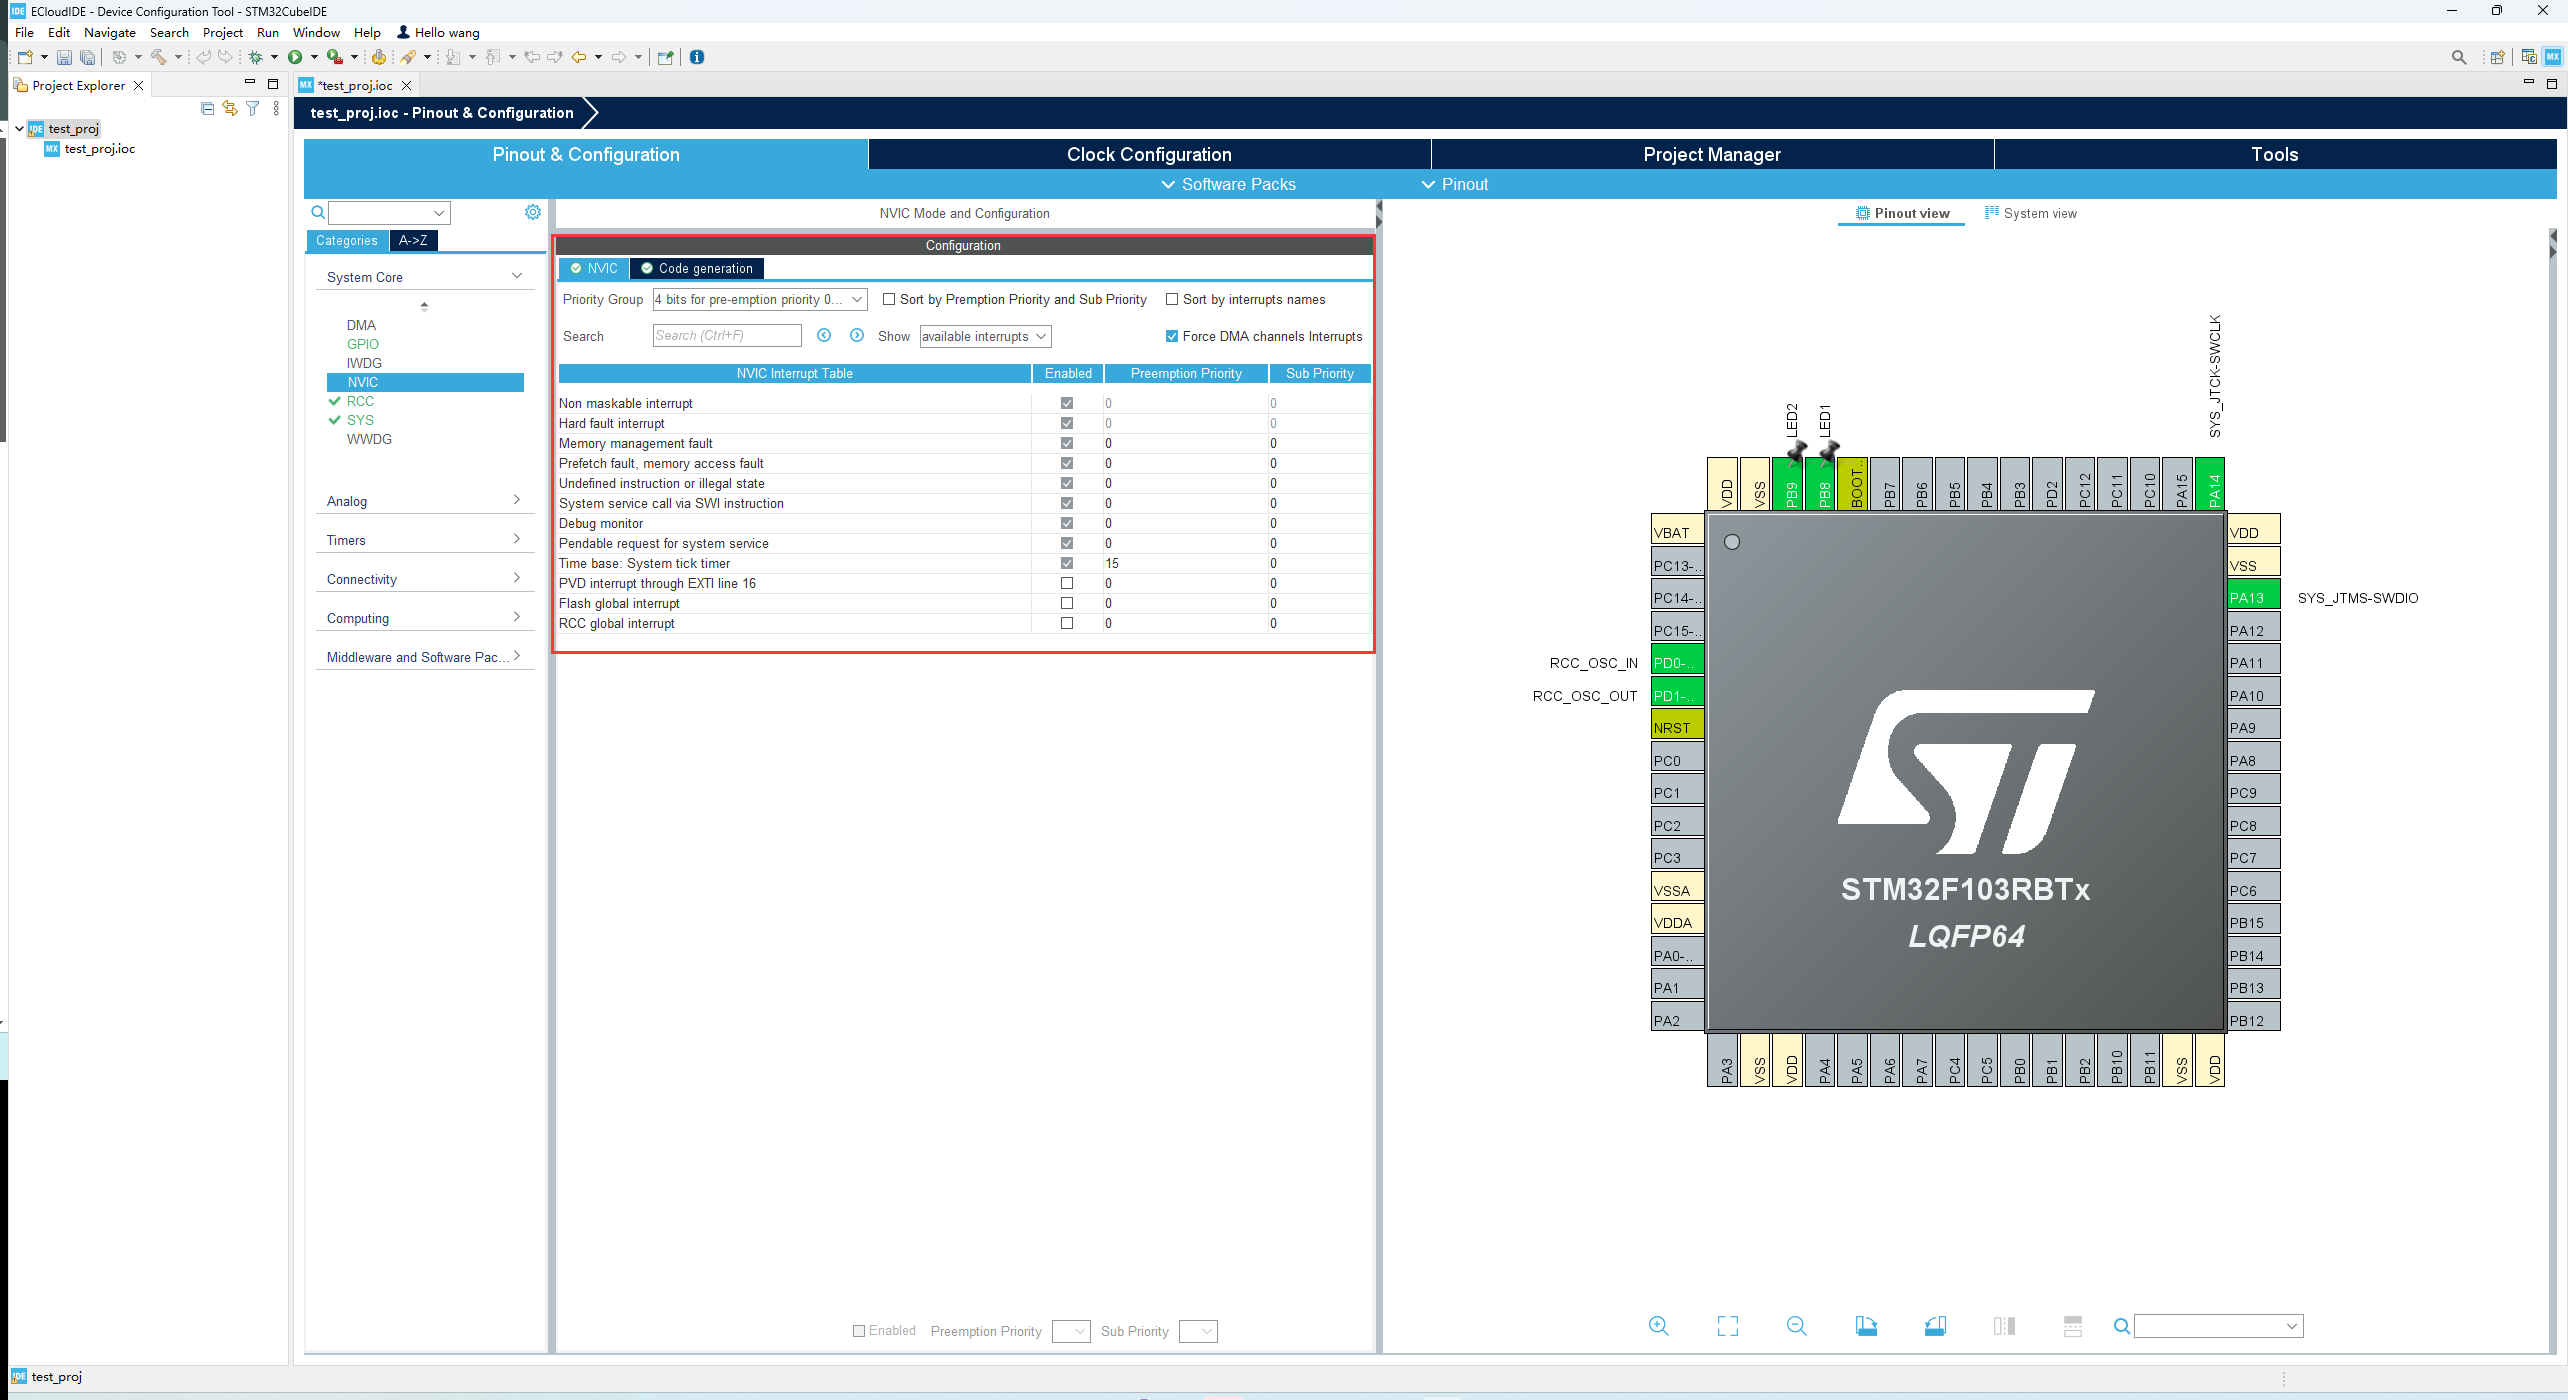 ECloudIDE - Device Configuration Tool - STM32CubeIDE
File Edit Navigate Search Project Run Window Help Hello wang
Project Explorer
*test_proj.ioc
test_proj.ioc - Pinout & Configuration
test_proj
test_proj.ioc
Pinout & Configuration
Clock Configuration
Project Manager
Tools
Software Packs
Pinout
Categories
A->Z
System Core
DMA
GPIO
IWDG
NVIC
RCC
SYS
WWDG
Analog
Timers
Connectivity
Computing
Middleware and Software Pac...
NVIC Mode and Configuration
Configuration
NVIC
Code generation
Priority Group 4 bits for pre-emption priority 0... Sort by Premption Priority and Sub Priority Sort by interrupts names
Search Search (Ctrl+F) Show available interrupts Force DMA channels Interrupts
NVIC Interrupt Table Enabled Preemption Priority Sub Priority
Non maskable interrupt 0 0
Hard fault interrupt 0 0
Memory management fault 0 0
Prefetch fault, memory access fault 0 0
Undefined instruction or illegal state 0 0
System service call via SWI instruction 0 0
Debug monitor 0 0
Pendable request for system service 0 0
Time base: System tick timer 15 0
PVD interrupt through EXTI line 16 0 0
Flash global interrupt 0 0
RCC global interrupt 0 0
Enabled Preemption Priority Sub Priority
Pinout view
System view
LED2
LED1
SYS_JTCK-SWCLK
VDD
VSS
PB9
PB8
BOOT..
PB7
PB6
PB5
PB4
PB3
PD2
PC12
PC11
PC10
PA15
PA14
VBAT
PC13-..
PC14-..
PC15-..
RCC_OSC_IN PD0-..
RCC_OSC_OUT PD1-..
NRST
PC0
PC1
PC2
PC3
VSSA
VDDA
PA0-..
PA1
PA2
STM32F103RBTx
LQFP64
VDD
VSS
PA13 SYS_JTMS-SWDIO
PA12
PA11
PA10
PA9
PA8
PC9
PC8
PC7
PC6
PB15
PB14
PB13
PB12
PA3
VSS
VDD
PA4
PA5
PA6
PA7
PC4
PC5
PB0
PB1
PB2
PB10
PB11
VSS
VDD
test_proj